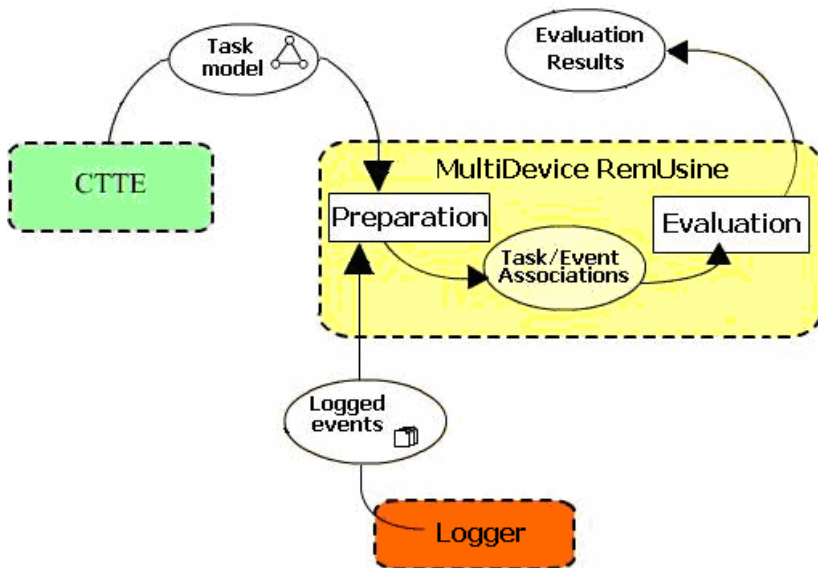 Task
model
Evaluation
Results
CTTE
MultiDevice RemUsine
Preparation
Evaluation
Task/Event
Associations
Logged
events
Logger